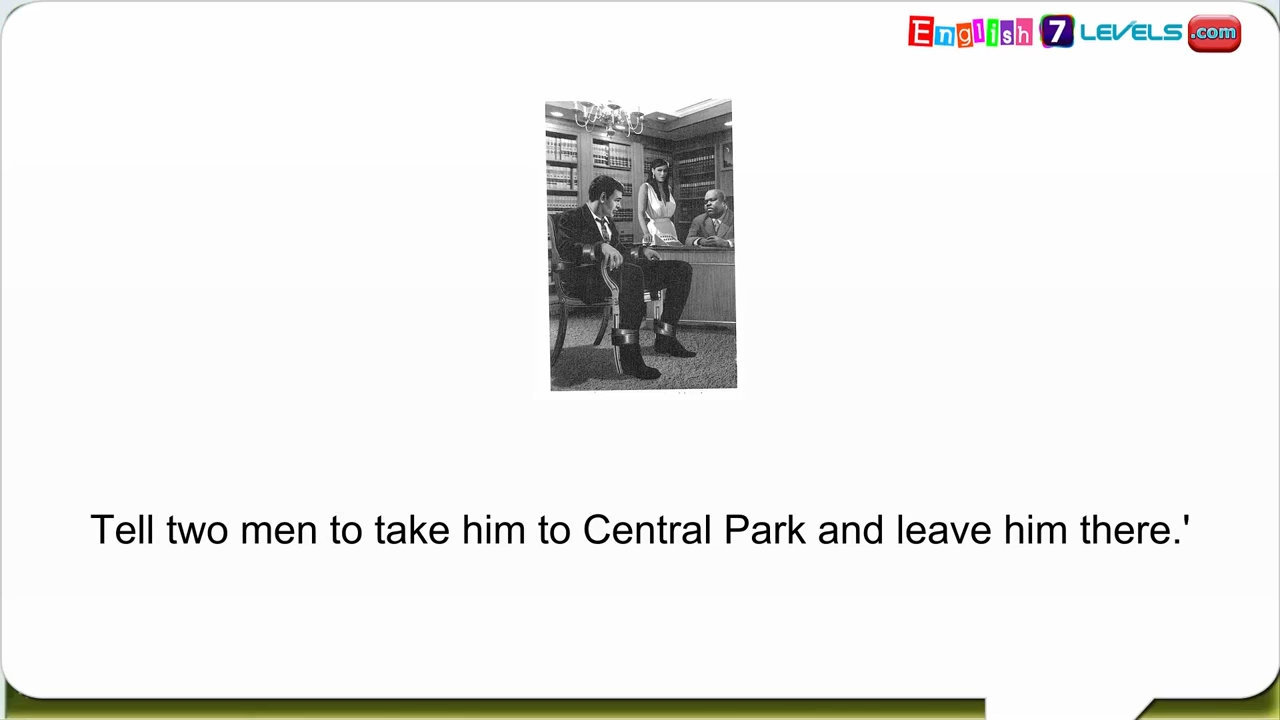 English 7 LEVELS .com
Tell two men to take him to Central Park and leave him there.'